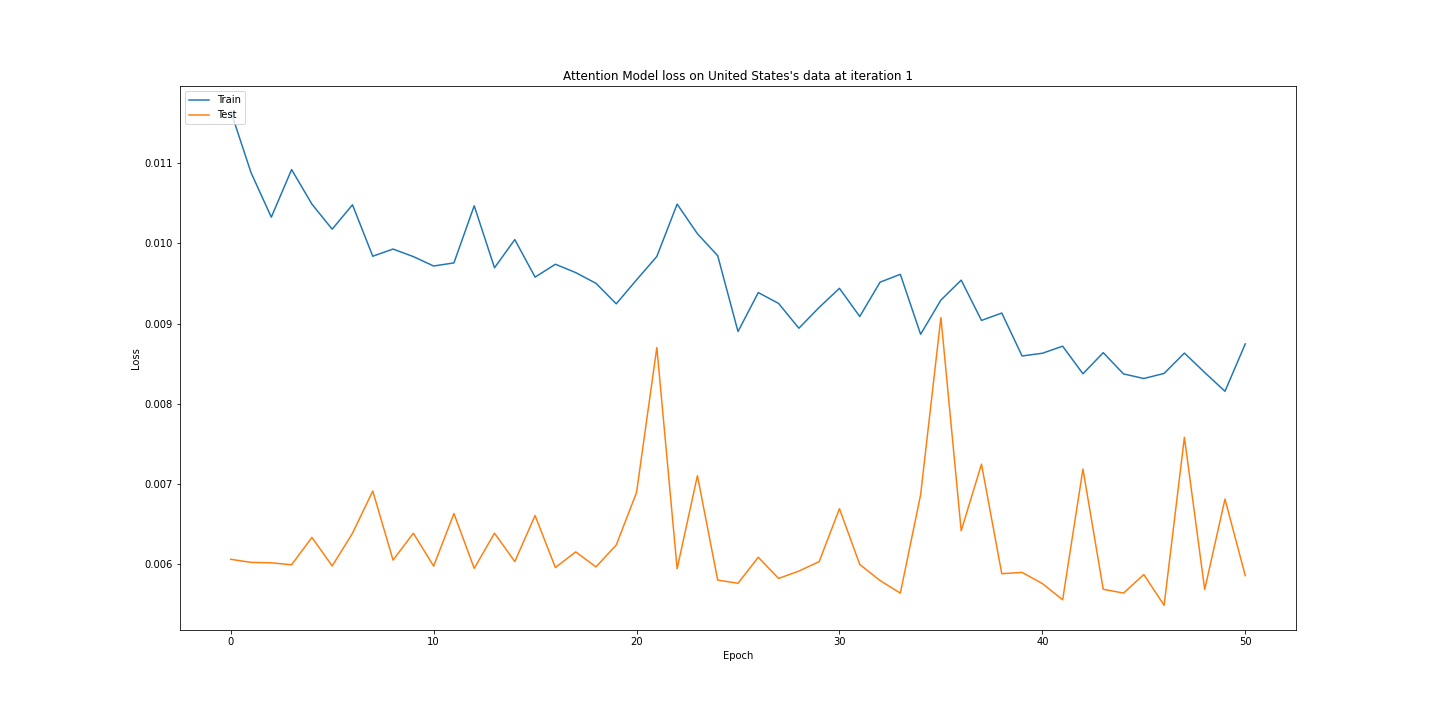 Attention Model loss on United States's data at iteration 1
Train
Test
0.011
0.010
0.009
0.008
0.007
0.006
Loss
0
10
20
30
40
50
Epoch